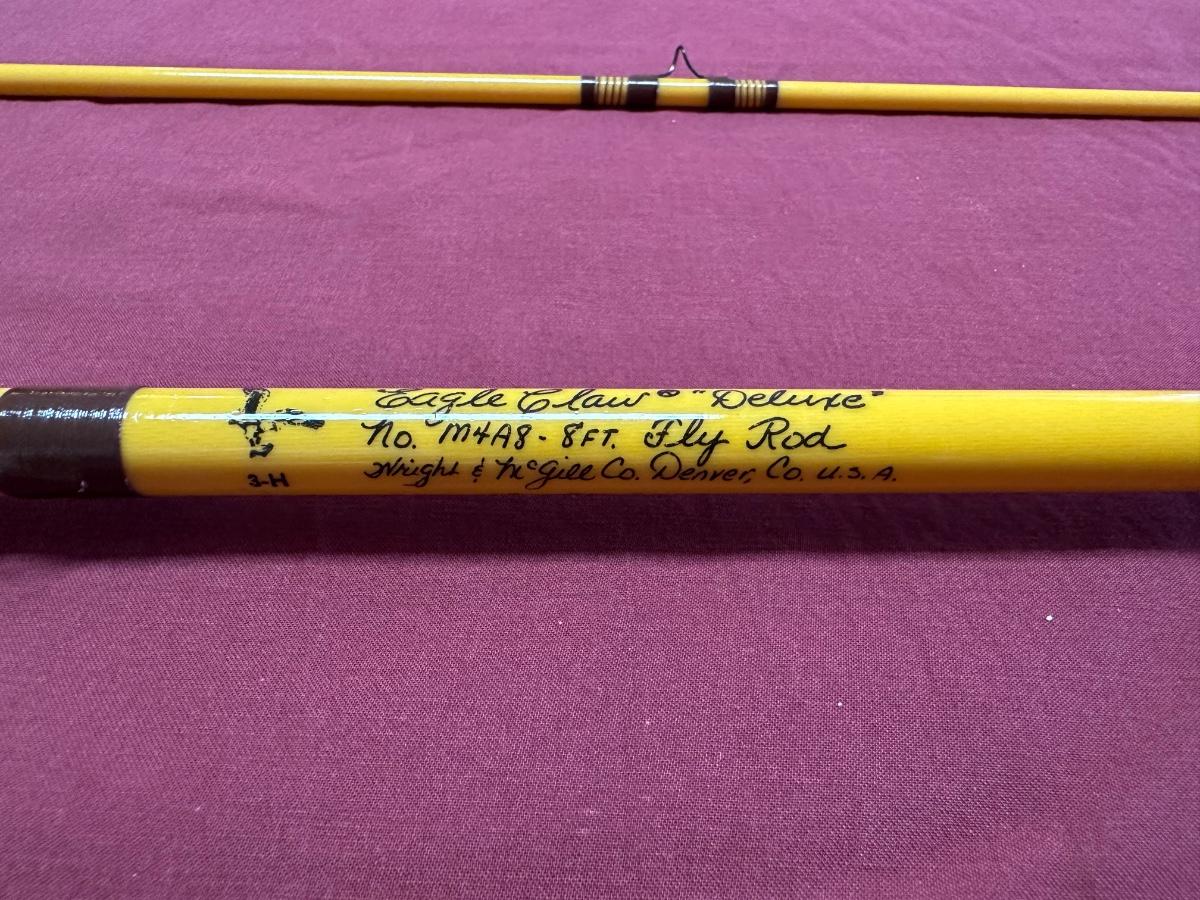 Eagle Claw® "Deluxe"
No. M4A8 - 8FT. Fly Rod
Wright & McGill Co. Denver, Co. U.S.A.
3-H